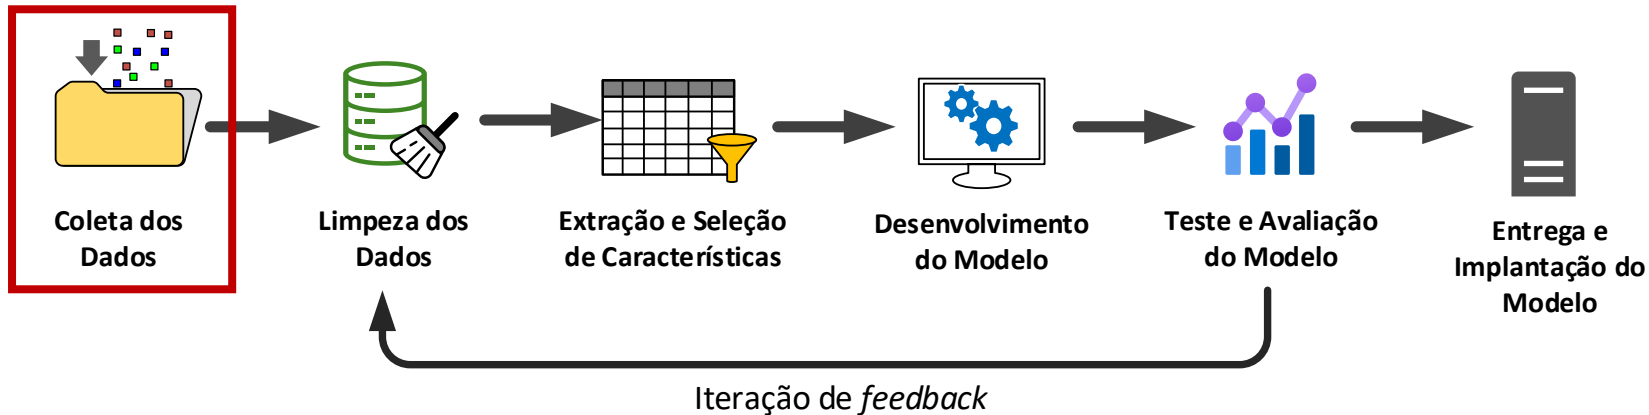 Coleta dos
Dados
Limpeza dos
Dados
Extração e Seleção
de Características
Desenvolvimento
do Modelo
Teste e Avaliação
do Modelo
Entrega e
Implantação do
Modelo
Iteração de feedback